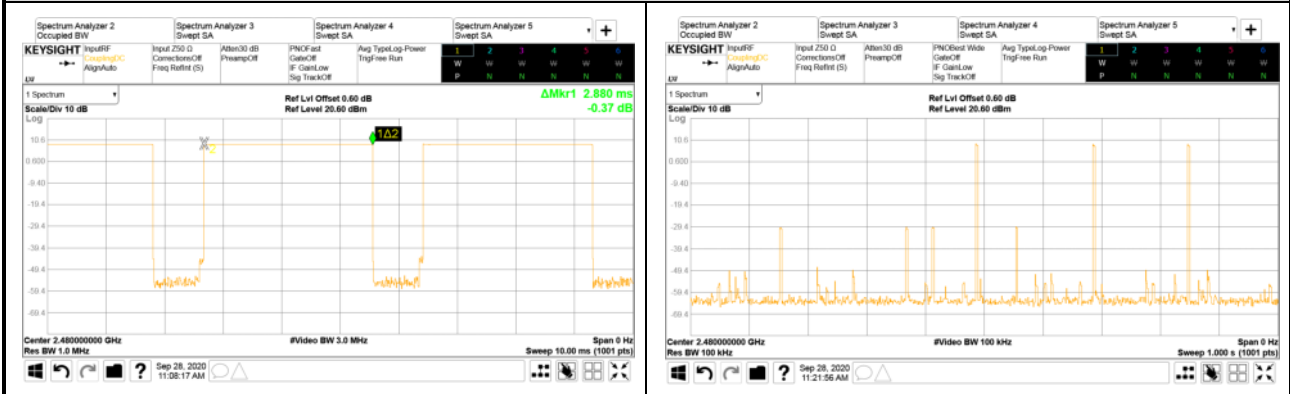 Spectrum Analyzer 2
Occupied BW
Spectrum Analyzer 3
Swept SA
Spectrum Analyzer 4
Swept SA
Spectrum Analyzer 5
Swept SA
+
KEYSIGHT
Input RF
Coupling DC
Align Auto
Input Z 50 Ω
Corrections Off
Freq Ref Int (S)
Atten 30 dB
Preamp Off
PNO Fast
Gate Off
IF Gain Low
Sig Track Off
Avg Type Log-Power
Trig Free Run
1 2 3 4 5 6
W W W W W W
P N N N N N
1 Spectrum
Scale/Div 10 dB
Log
Ref Lvl Offset 0.60 dB
Ref Level 20.60 dBm
ΔMkr1 2.880 ms
-0.37 dB
10.6
0.600
-9.40
-19.4
-29.4
-39.4
-49.4
-59.4
-69.4
X2
1Δ2
Center 2.480000000 GHz
Res BW 1.0 MHz
#Video BW 3.0 MHz
Span 0 Hz
Sweep 10.00 ms (1001 pts)
?
Sep 28, 2020
11:08:17 AM
Spectrum Analyzer 2
Occupied BW
Spectrum Analyzer 3
Swept SA
Spectrum Analyzer 4
Swept SA
Spectrum Analyzer 5
Swept SA
+
KEYSIGHT
Input RF
Coupling DC
Align Auto
Input Z 50 Ω
Corrections Off
Freq Ref Int (S)
Atten 30 dB
Preamp Off
PNO Best Wide
Gate Off
IF Gain Low
Sig Track Off
Avg Type Log-Power
Trig Free Run
1 2 3 4 5 6
W W W W W W
P N N N N N
1 Spectrum
Scale/Div 10 dB
Log
Ref Lvl Offset 0.60 dB
Ref Level 20.60 dBm
10.6
0.600
-9.40
-19.4
-29.4
-39.4
-49.4
-59.4
-69.4
Center 2.480000000 GHz
Res BW 100 kHz
#Video BW 100 kHz
Span 0 Hz
Sweep 1.000 s (1001 pts)
?
Sep 28, 2020
11:21:56 AM